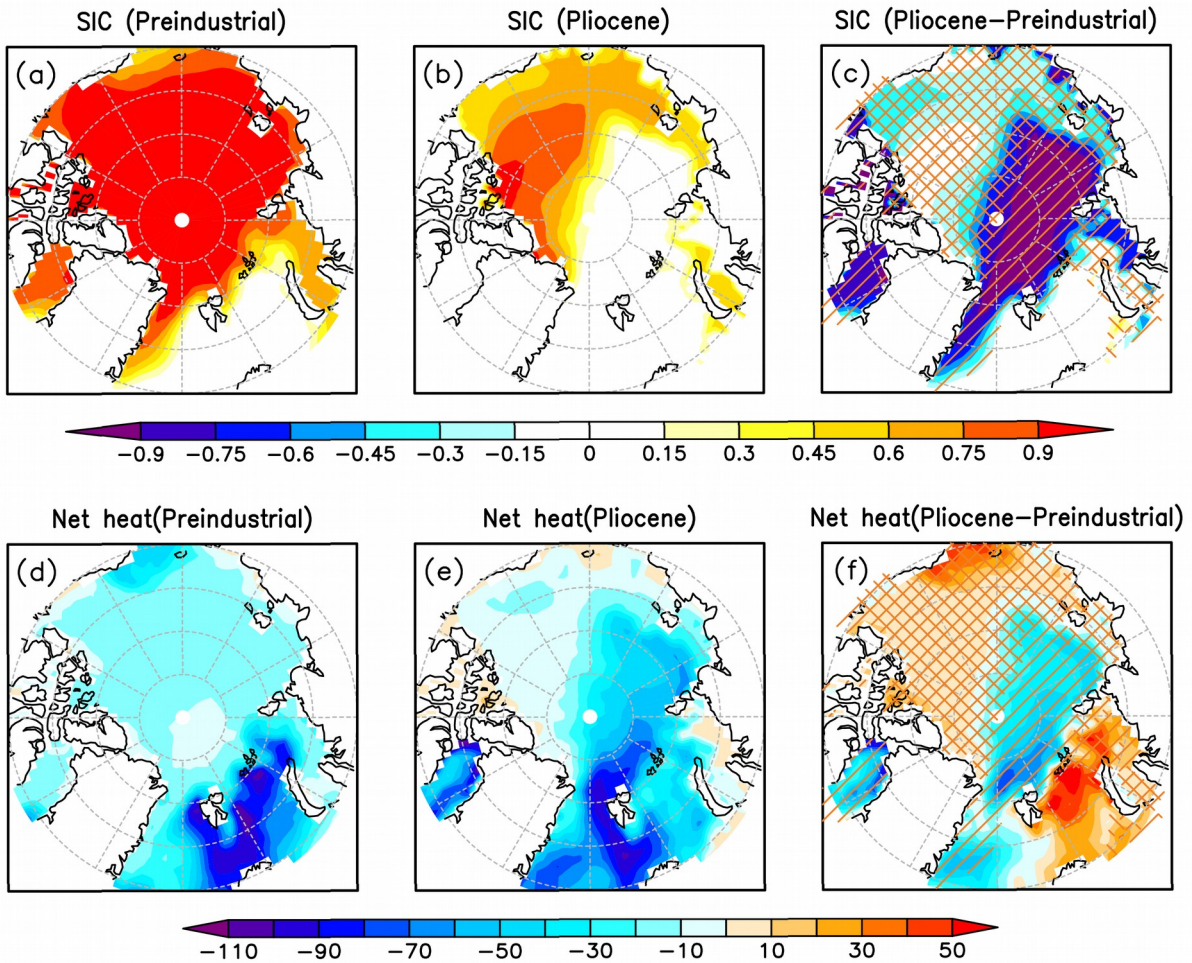 SIC (Preindustrial) SIC (Pliocene) SIC (Pliocene−Preindustrial)
(a) (b) (c)
−0.9 −0.75 −0.6 −0.45 −0.3 −0.15 0 0.15 0.3 0.45 0.6 0.75 0.9
Net heat(Preindustrial) Net heat(Pliocene) Net heat(Pliocene−Preindustrial)
(d) (e) (f)
−110 −90 −70 −50 −30 −10 10 30 50